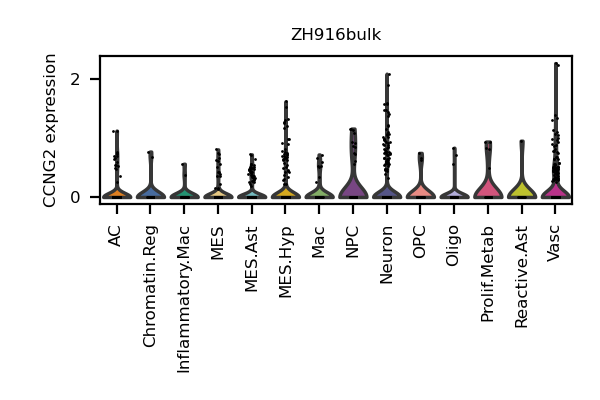 ZH916bulk
CCNG2 expression
2
0
AC
Chromatin.Reg
Inflammatory.Mac
MES
MES.Ast
MES.Hyp
Mac
NPC
Neuron
OPC
Oligo
Prolif.Metab
Reactive.Ast
Vasc